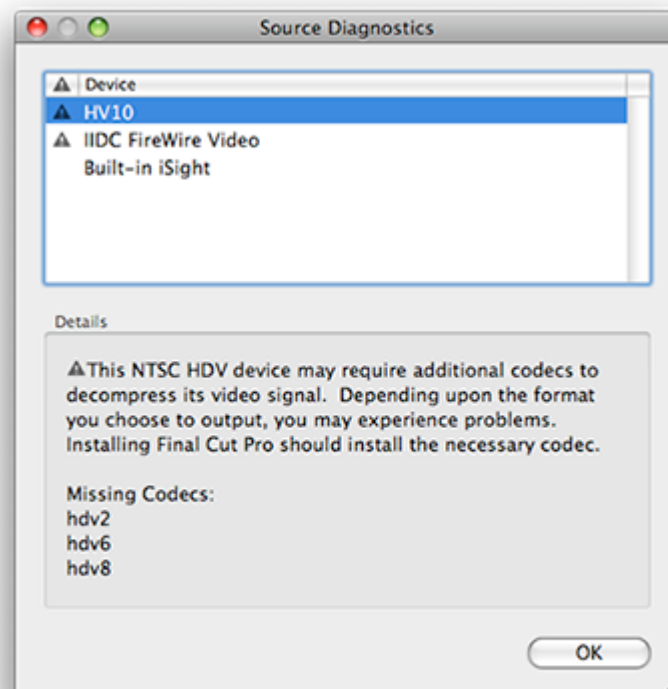 Source Diagnostics
Device
HV10
IIDC FireWire Video
Built-in iSight
Details
This NTSC HDV device may require additional codecs to
decompress its video signal.  Depending upon the format
you choose to output, you may experience problems.
Installing Final Cut Pro should install the necessary codec.
Missing Codecs:
hdv2
hdv6
hdv8
OK